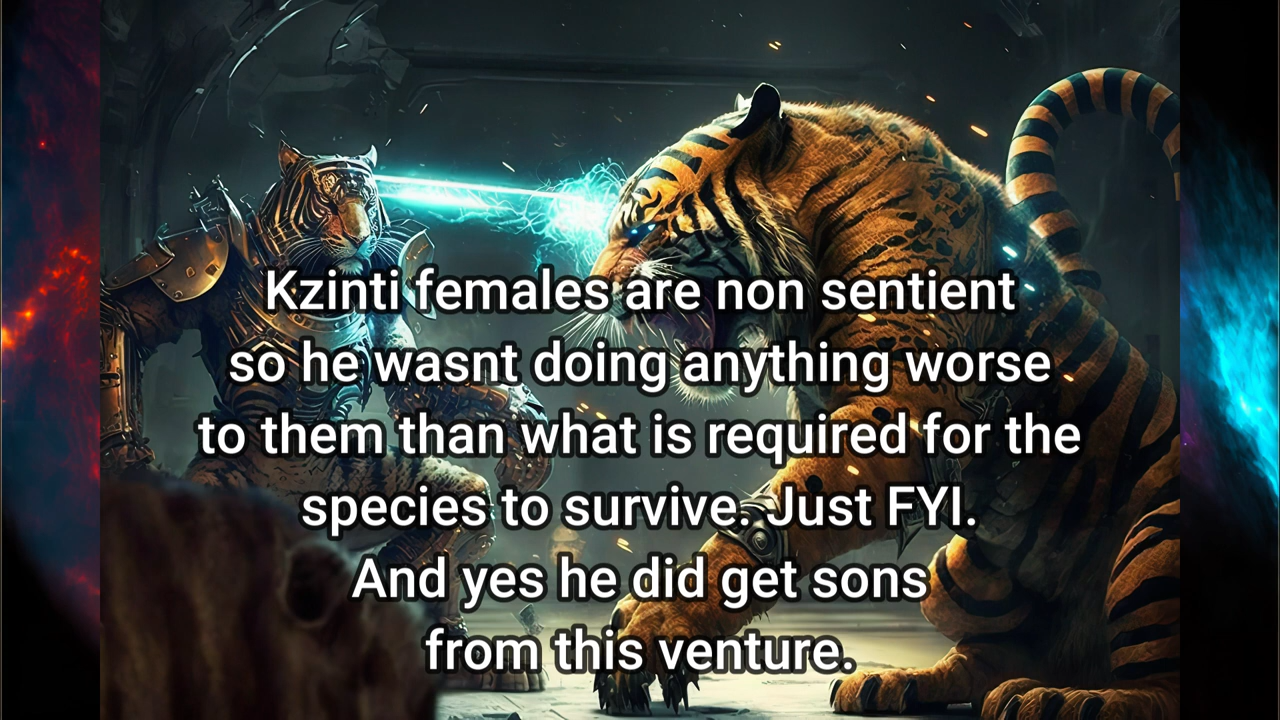 Kzinti females are non sentient
so he wasnt doing anything worse
to them than what is required for the
species to survive. Just FYI.
And yes he did get sons
from this venture.